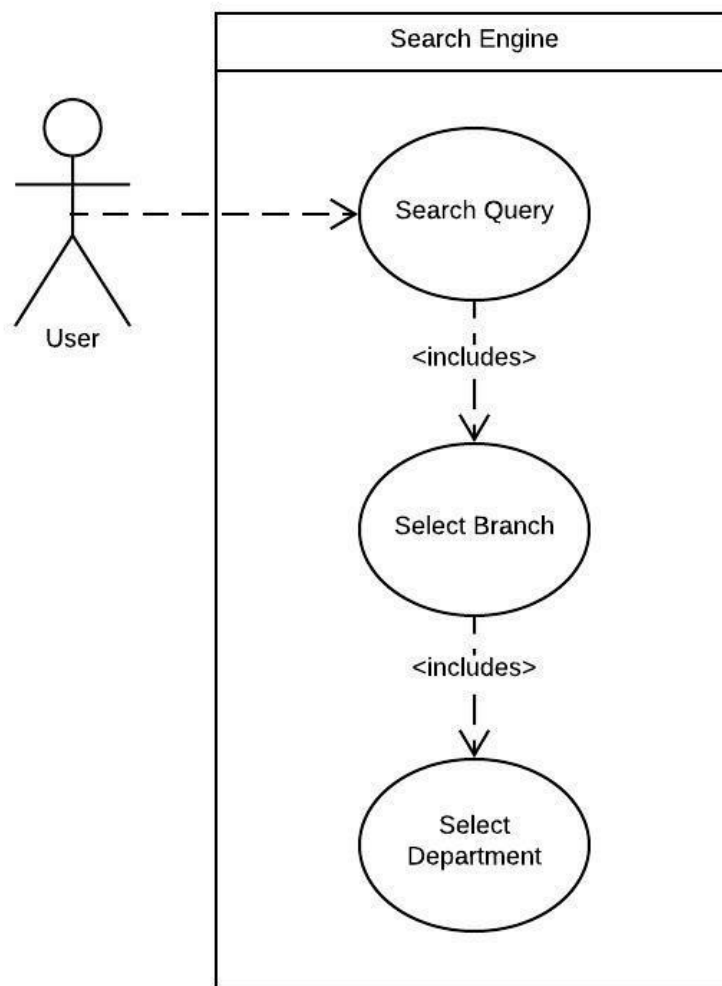 Search Engine
Search Query
User
<includes>
Select Branch
<includes>
Select
Department